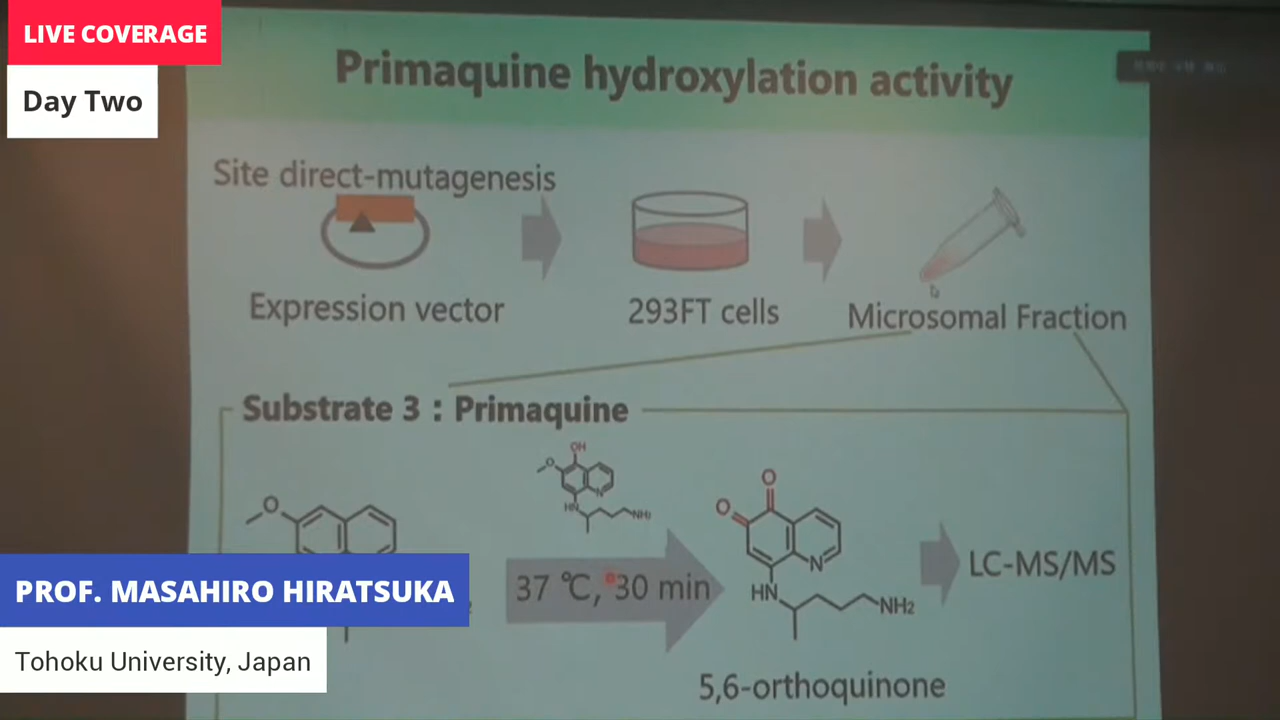 LIVE COVERAGE
Day Two
Primaquine hydroxylation activity
Site direct-mutagenesis
Expression vector
293FT cells
Microsomal Fraction
Substrate 3 : Primaquine
OH
O
N
HN
NH₂
O
37 ℃, 30 min
O
O
N
HN
NH₂
LC-MS/MS
5,6-orthoquinone
PROF. MASAHIRO HIRATSUKA
Tohoku University, Japan